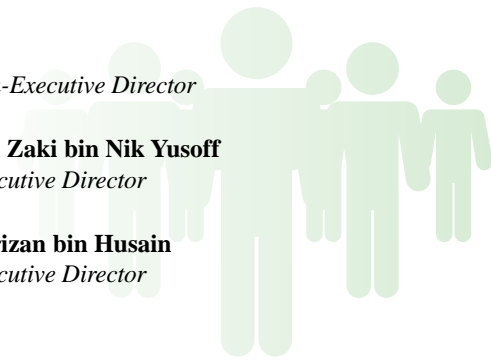 -Executive Director
Zaki bin Nik Yusoff
cutive Director
rizan bin Husain
cutive Director